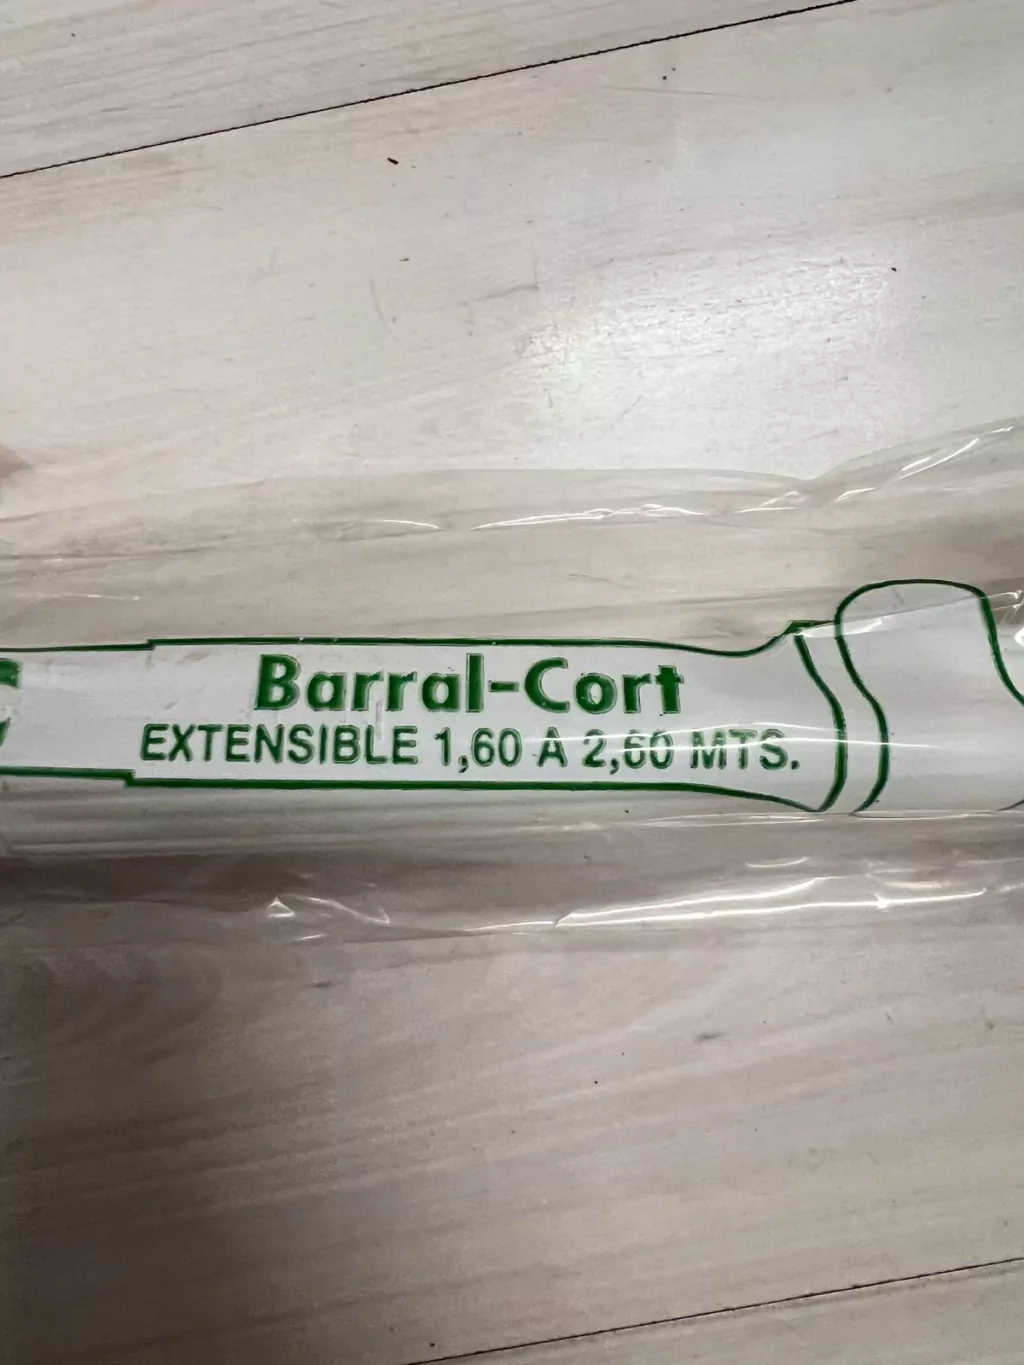 Barral-Cort
EXTENSIBLE 1,60 A 2,60 MTS.